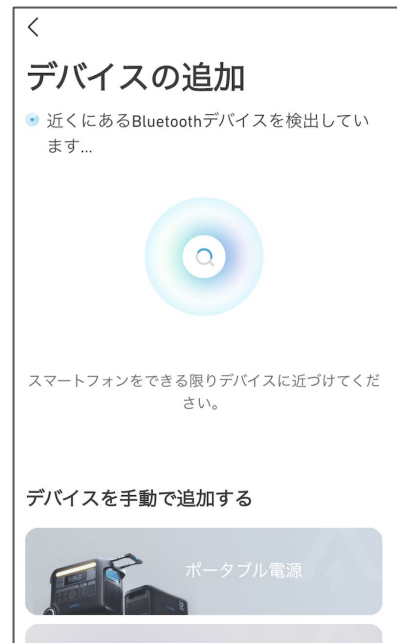 デバイスの追加
近くにあるBluetoothデバイスを検出してい
ます...
スマートフォンをできる限りデバイスに近づけてくだ
さい。
デバイスを手動で追加する
ポータブル電源